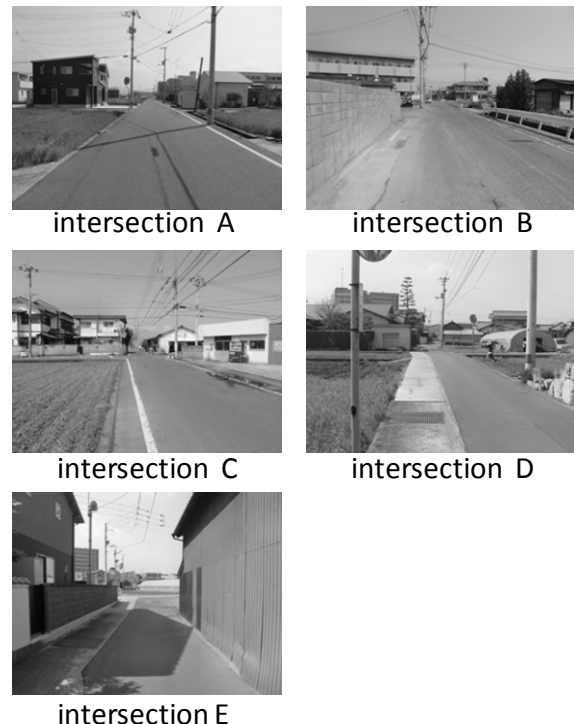 intersection A
intersection B
intersection C
intersection D
intersection E